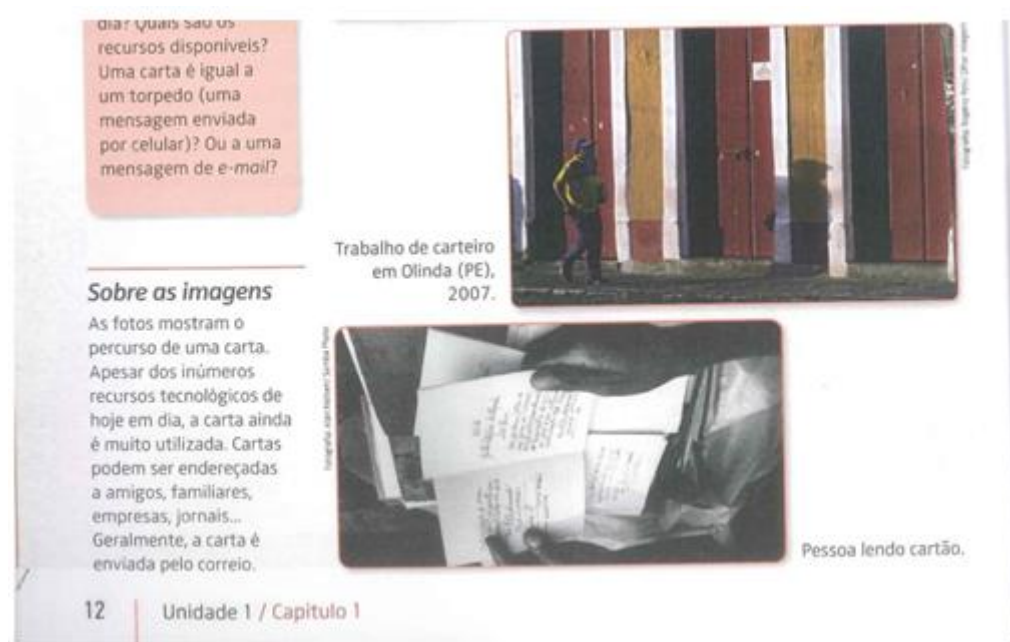 dia? Quais são os
recursos disponíveis?
Uma carta é igual a
um torpedo (uma
mensagem enviada
por celular)? Ou a uma
mensagem de e-mail?
Trabalho de carteiro
em Olinda (PE),
2007.
Sobre as imagens
As fotos mostram o
percurso de uma carta.
Apesar dos inúmeros
recursos tecnológicos de
hoje em dia, a carta ainda
é muito utilizada. Cartas
podem ser endereçadas
a amigos, familiares,
empresas, jornais...
Geralmente, a carta é
enviada pelo correio.
Pessoa lendo cartão.
12
Unidade 1 / Capítulo 1